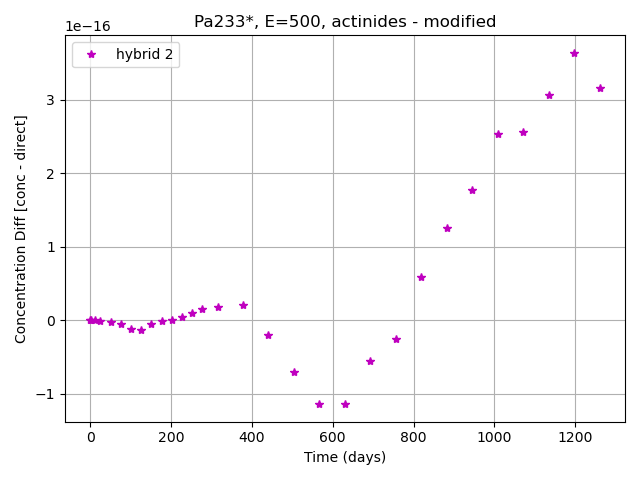 Pa233*, E=500, actinides - modified
1e−16
hybrid 2
Concentration Diff [conc - direct]
3
2
1
0
−1
0 200 400 600 800 1000 1200
Time (days)